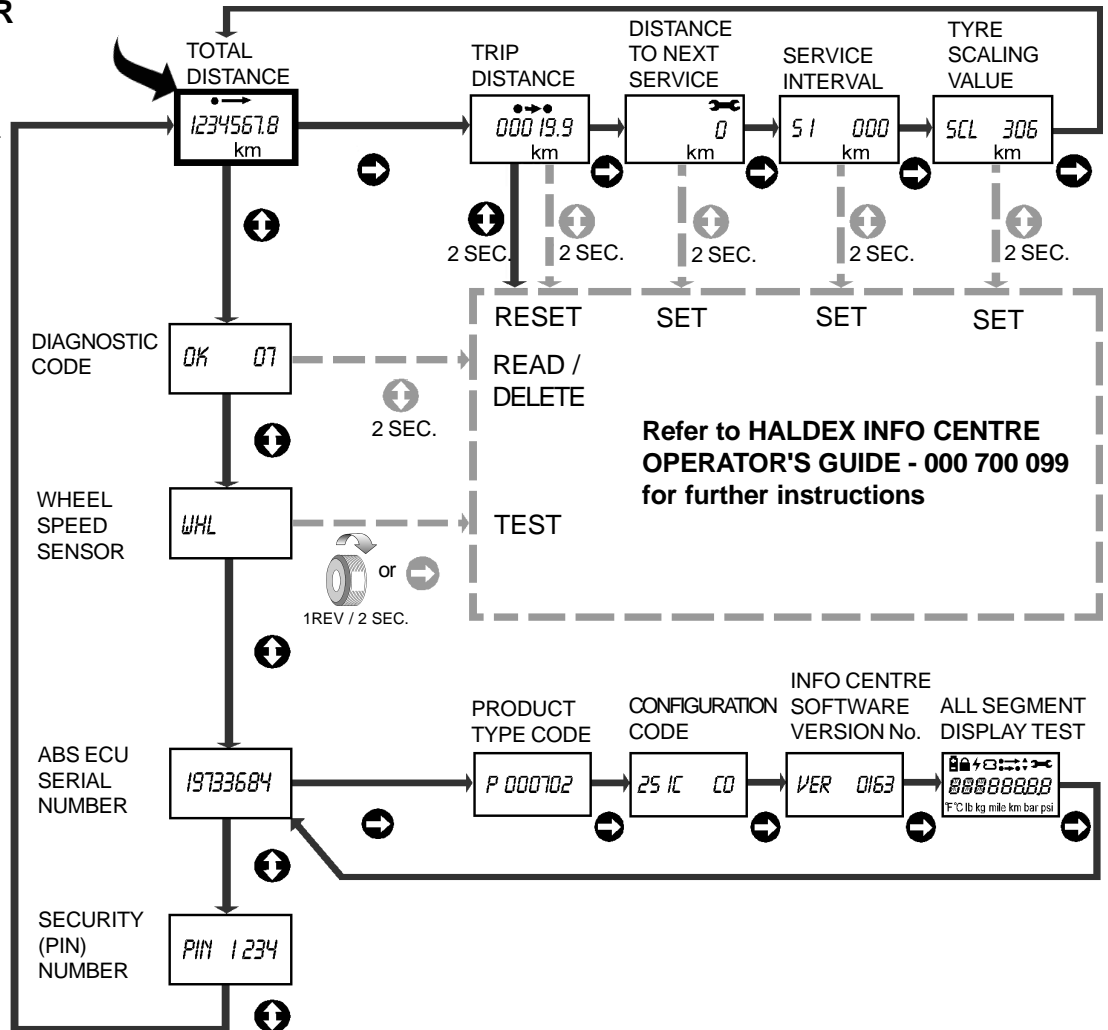 R
TOTAL
DISTANCE
1234567.8
km
TRIP
DISTANCE
00019.9
km
DISTANCE
TO NEXT
SERVICE
0
km
SERVICE
INTERVAL
SI 000
km
TYRE
SCALING
VALUE
SCL 306
km
2 SEC.
2 SEC.
2 SEC.
2 SEC.
2 SEC.
RESET
SET
SET
SET
DIAGNOSTIC
CODE
OK 07
2 SEC.
READ /
DELETE
Refer to HALDEX INFO CENTRE
OPERATOR'S GUIDE - 000 700 099
for further instructions
WHEEL
SPEED
SENSOR
WHL
or
1REV / 2 SEC.
TEST
ABS ECU
SERIAL
NUMBER
19733684
PRODUCT
TYPE CODE
P 000702
CONFIGURATION
CODE
2S 1C C0
INFO CENTRE
SOFTWARE
VERSION No.
VER 0163
ALL SEGMENT
DISPLAY TEST
8888888.8
°F°C lb kg mile km bar psi
SECURITY
(PIN)
NUMBER
PIN 1234